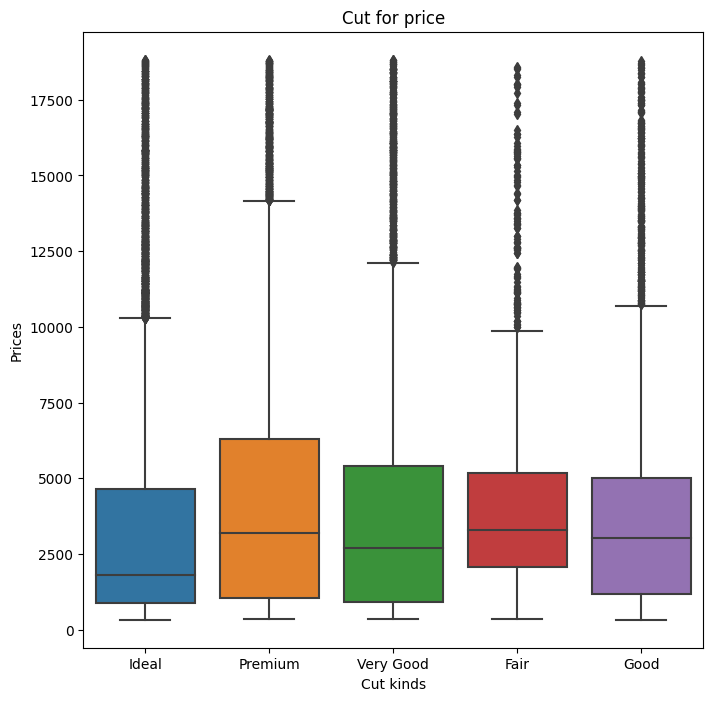 Cut for price
17500
15000
12500
10000
7500
5000
2500
0
Prices
Ideal
Premium
Very Good
Fair
Good
Cut kinds